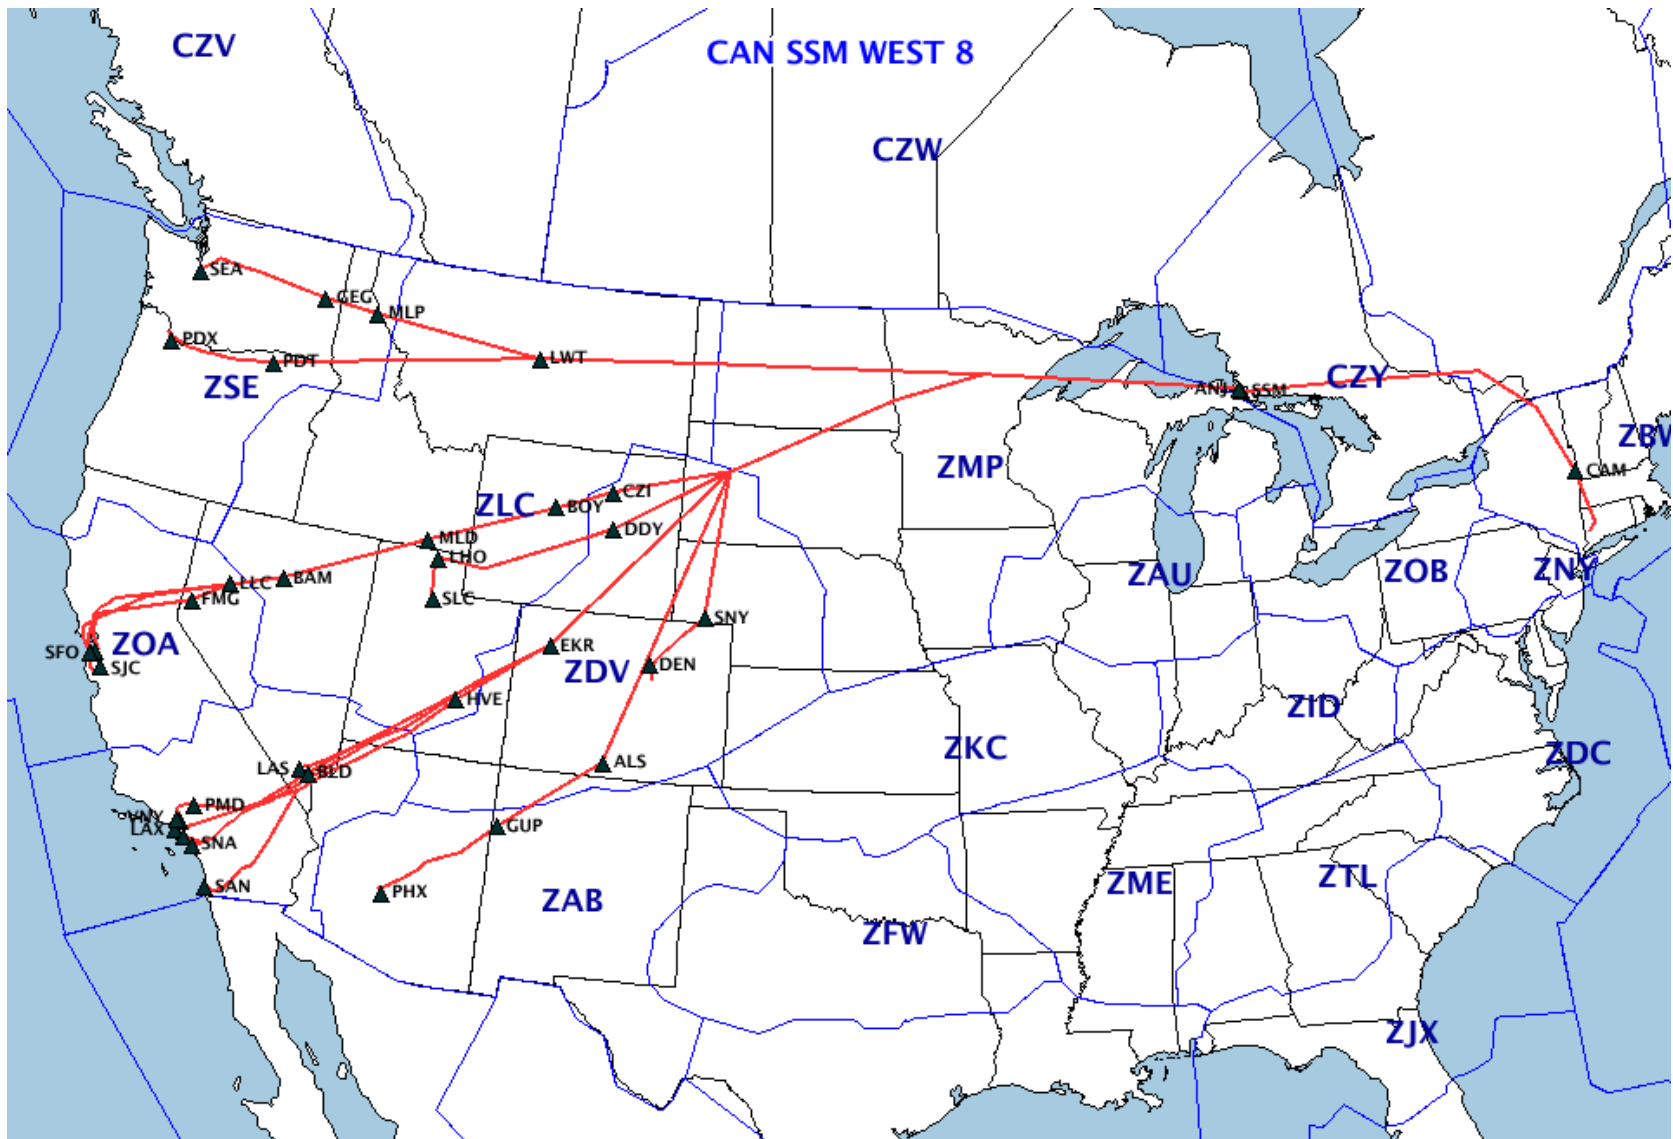 CZV
CAN SSM WEST 8
CZW
SEA
GEG
MLP
PDX
PDT
LWT
ZSE
ANJ
SSM
CZY
ZBW
ZMP
CAM
CZI
ZLC
BOY
DDY
MLD
LHO
LLC
BAM
FMG
SLC
ZAU
ZOB
ZNY
SNY
SFO
ZOA
SJC
EKR
ZDV
DEN
HVE
ZID
ZKC
ZDC
LAS
BLD
ALS
PMD
VNY
LAX
SNA
GUP
SAN
PHX
ZAB
ZME
ZTL
ZFW
ZJX